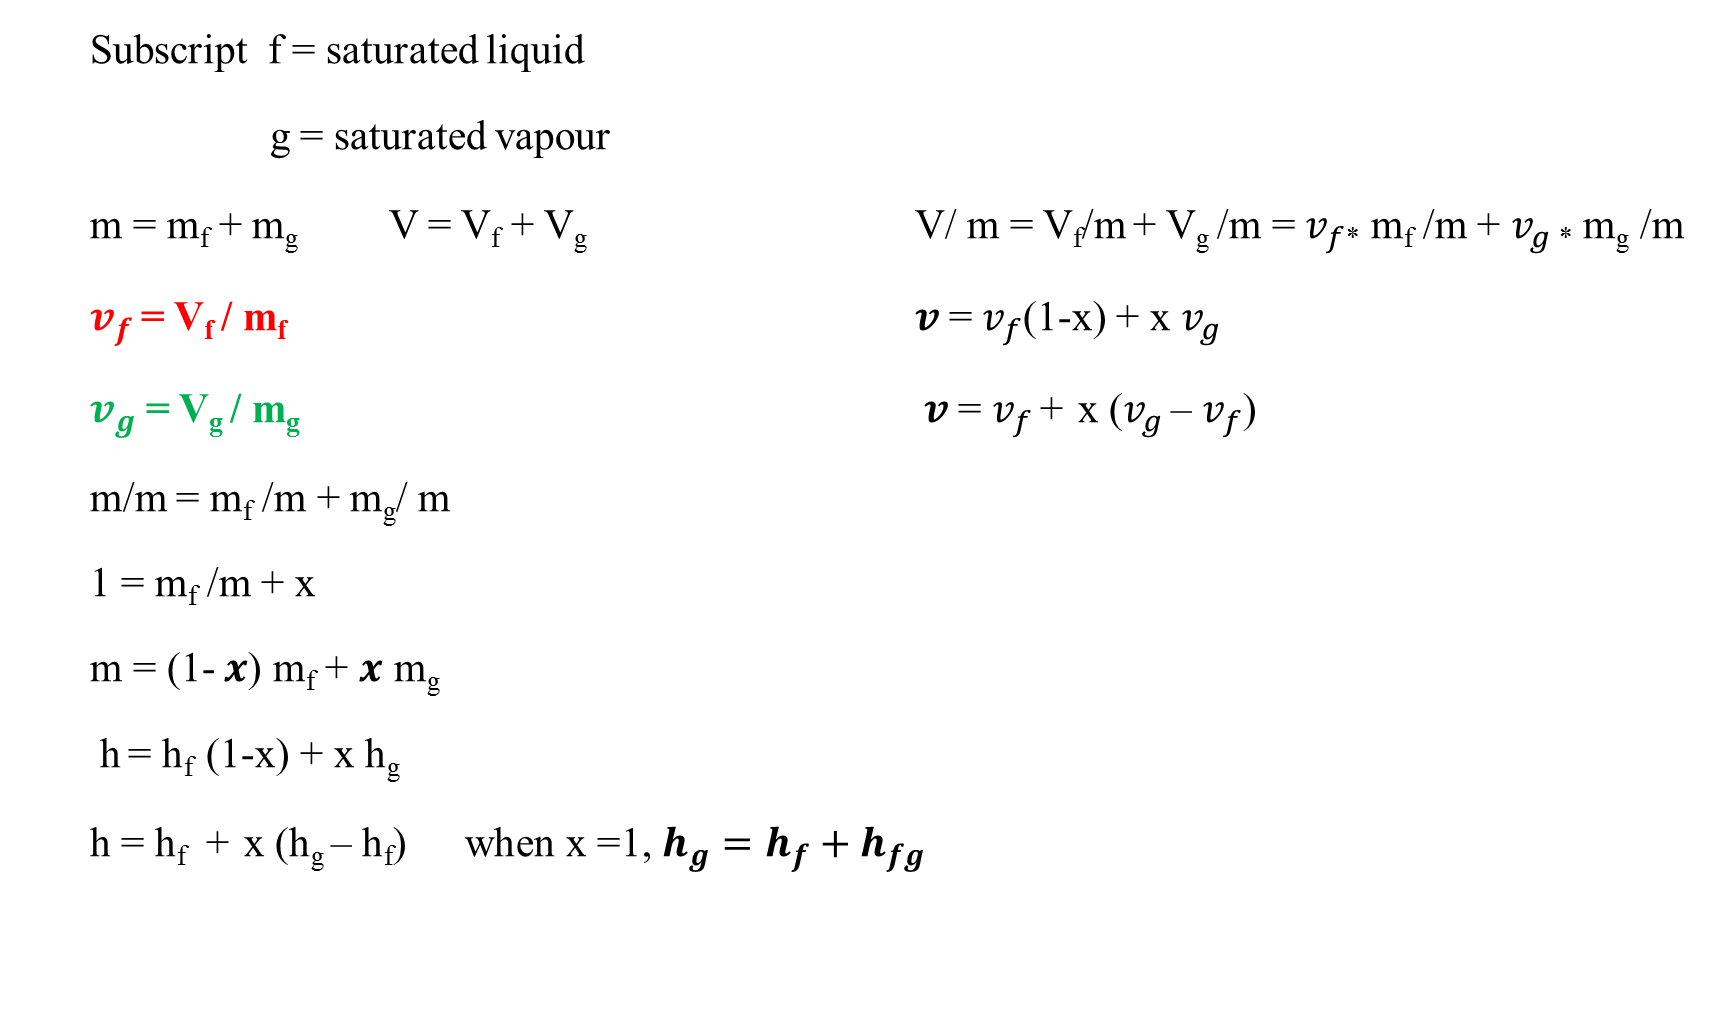 Subscript f = saturated liquid
g = saturated vapour
m = mf + mg V = Vf + Vg
V/ m = Vf/m + Vg /m = vf * mf /m + vg * mg /m
vf = Vf / mf
v = vf(1-x) + x vg
vg = Vg / mg
v = vf + x (vg – vf)
m/m = mf /m + mg/ m
1 = mf /m + x
m = (1- x) mf + x mg
h = hf (1-x) + x hg
h = hf + x (hg – hf) when x =1, hg = hf + hfg